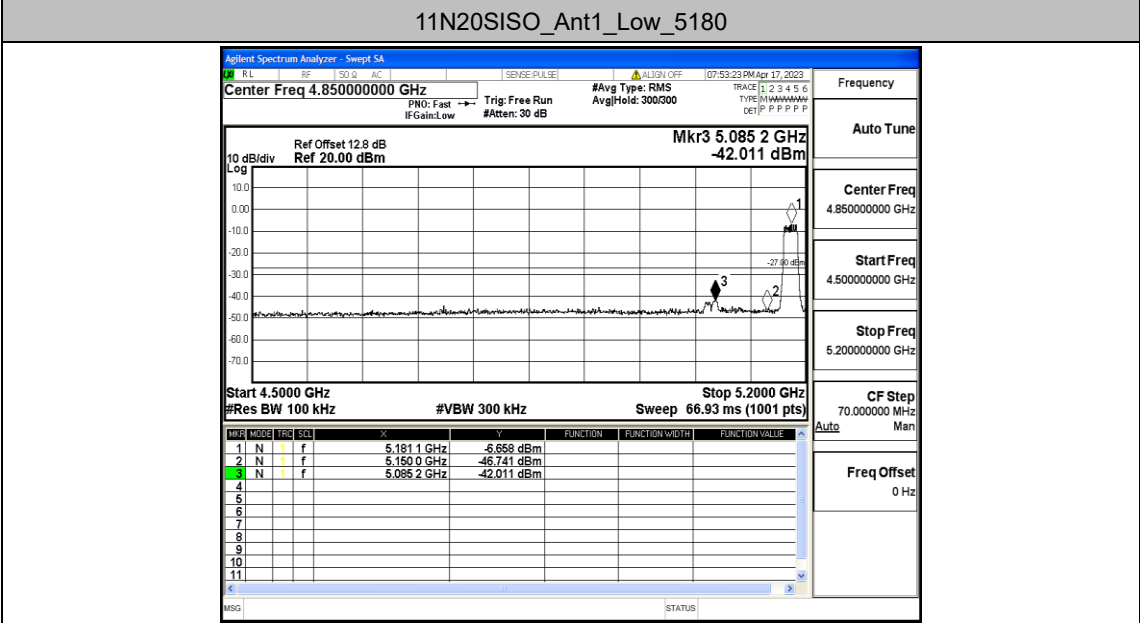 11N20SISO_Ant1_Low_5180
Agilent Spectrum Analyzer - Swept SA
RL RF 50 Ω AC SENSE:PULSE ALIGN OFF 07:53:23 PM Apr 17, 2023
Center Freq 4.850000000 GHz
PNO: Fast
IFGain:Low
Trig: Free Run
#Atten: 30 dB
#Avg Type: RMS
Avg|Hold: 300/300
TRACE 1 2 3 4 5 6
TYPE M WWWWW
DET P P P P P P
Ref Offset 12.8 dB
10 dB/div Ref 20.00 dBm
Log
Mkr3 5.085 2 GHz
-42.011 dBm
10.0
0.00
-10.0
-20.0
-30.0
-40.0
-50.0
-60.0
-70.0
1
-27.00 dBm
3
2
Start 4.5000 GHz Stop 5.2000 GHz
#Res BW 100 kHz #VBW 300 kHz Sweep 66.93 ms (1001 pts)
MKR MODE TRC SCL X Y FUNCTION FUNCTION WIDTH FUNCTION VALUE
1 N 1 f 5.181 1 GHz -6.658 dBm
2 N 1 f 5.150 0 GHz -46.741 dBm
3 N 1 f 5.085 2 GHz -42.011 dBm
4
5
6
7
8
9
10
11
MSG STATUS
Frequency
Auto Tune
Center Freq
4.850000000 GHz
Start Freq
4.500000000 GHz
Stop Freq
5.200000000 GHz
CF Step
70.000000 MHz
Auto Man
Freq Offset
0 Hz